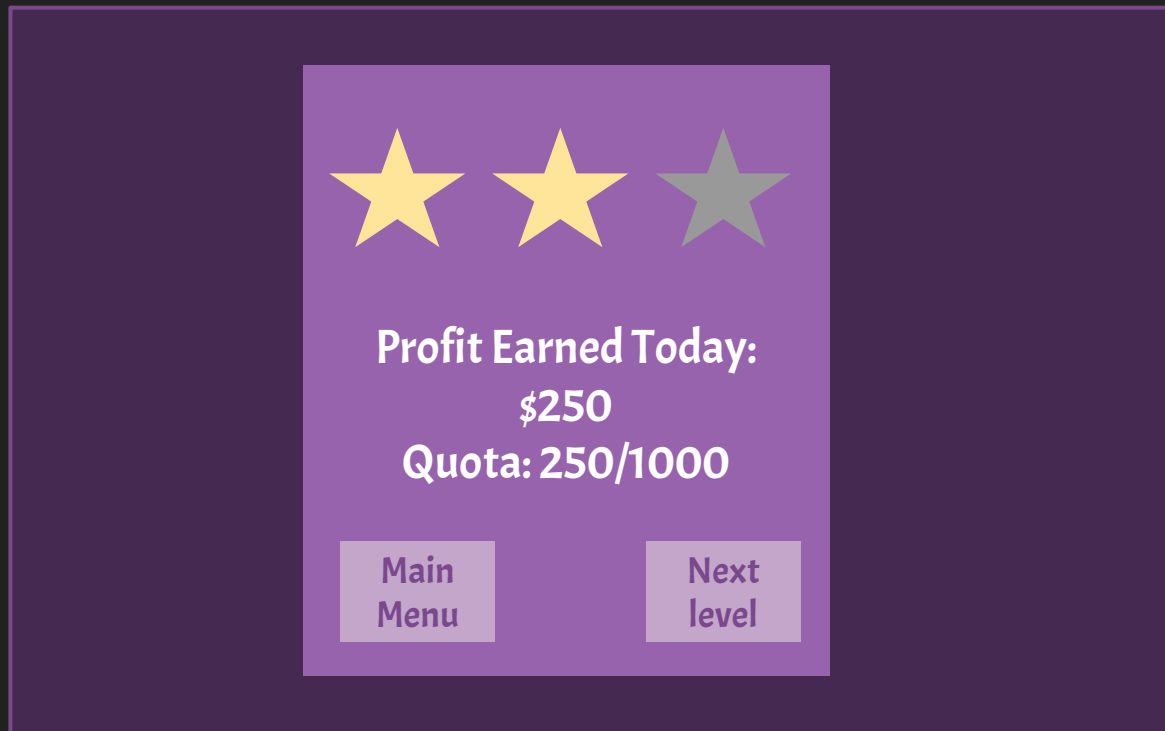 Profit Earned Today:
$250
Quota: 250/1000
Main
Menu
Next
level